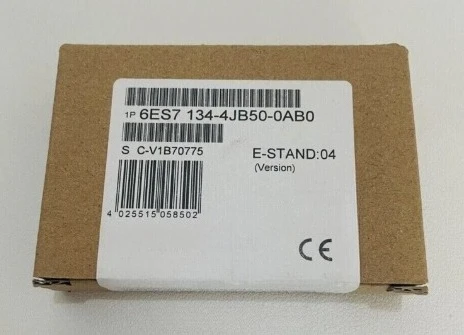 1P 6ES7 134-4JB50-0AB0
S C-V1B70775
E-STAND:04
(Version)
4 025515 058502
CE